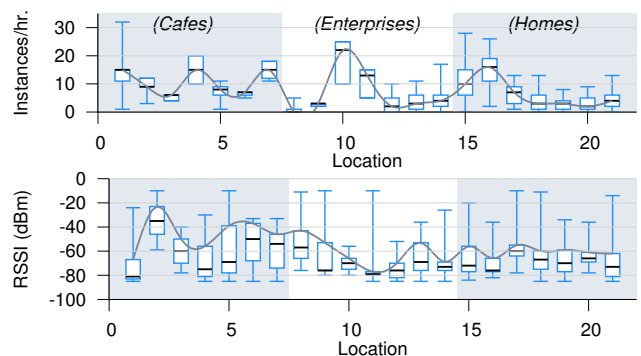 (Cafes) (Enterprises) (Homes)
Instances/hr.
30
20
10
0
0 5 10 15 20
Location
RSSI (dBm)
0
-20
-40
-60
-80
-100
0 5 10 15 20
Location